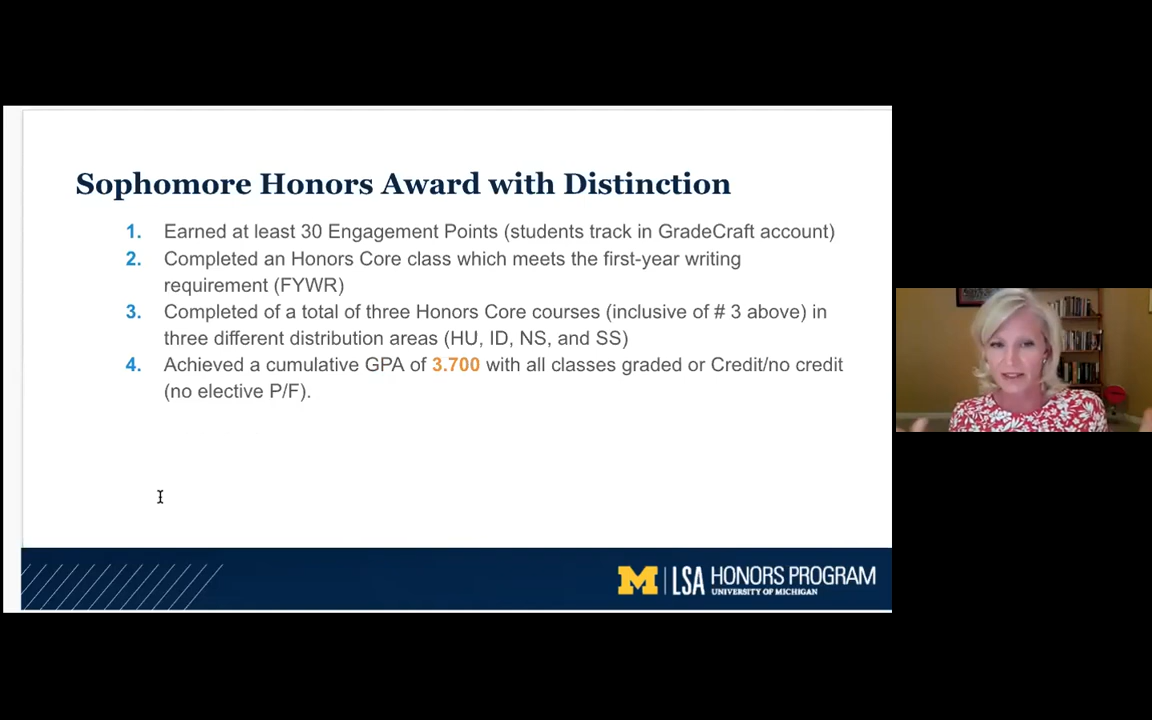 Sophomore Honors Award with Distinction
1. Earned at least 30 Engagement Points (students track in GradeCraft account)
2. Completed an Honors Core class which meets the first-year writing
requirement (FYWR)
3. Completed of a total of three Honors Core courses (inclusive of # 3 above) in
three different distribution areas (HU, ID, NS, and SS)
4. Achieved a cumulative GPA of 3.700 with all classes graded or Credit/no credit
(no elective P/F).
M LSA HONORS PROGRAM
UNIVERSITY OF MICHIGAN